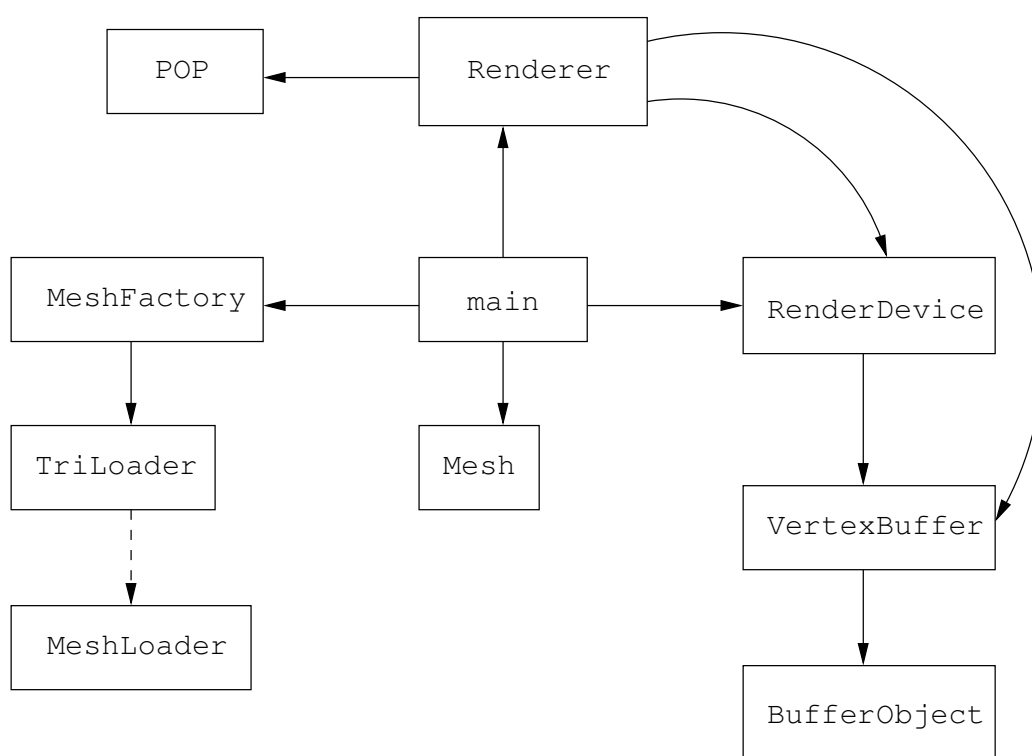 POP
Renderer
MeshFactory
main
RenderDevice
TriLoader
Mesh
VertexBuffer
MeshLoader
BufferObject